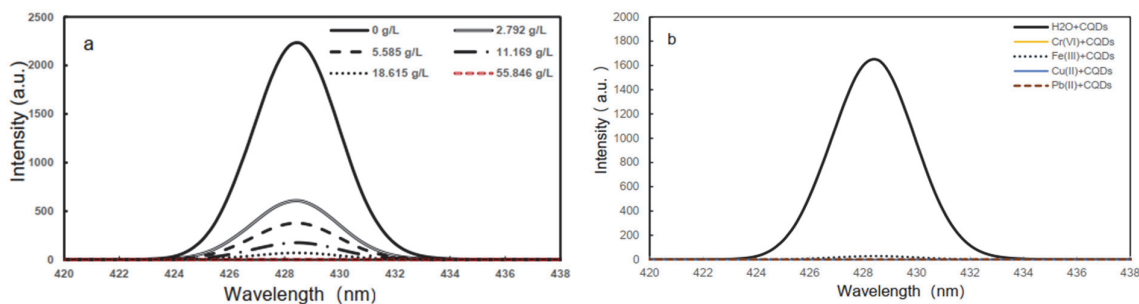 a
Intensity (a.u.)
2500
2000
1500
1000
500
0
0 g/L
2.792 g/L
5.585 g/L
11.169 g/L
18.615 g/L
55.846 g/L
420 422 424 426 428 430 432 434 436 438
Wavelength (nm)
b
Intensity ( a.u.)
2000
1800
1600
1400
1200
1000
800
600
400
200
0
H2O+CQDs
Cr(VI)+CQDs
Fe(III)+CQDs
Cu(II)+CQDs
Pb(II)+CQDs
420 422 424 426 428 430 432 434 436 438
Wavelength (nm)